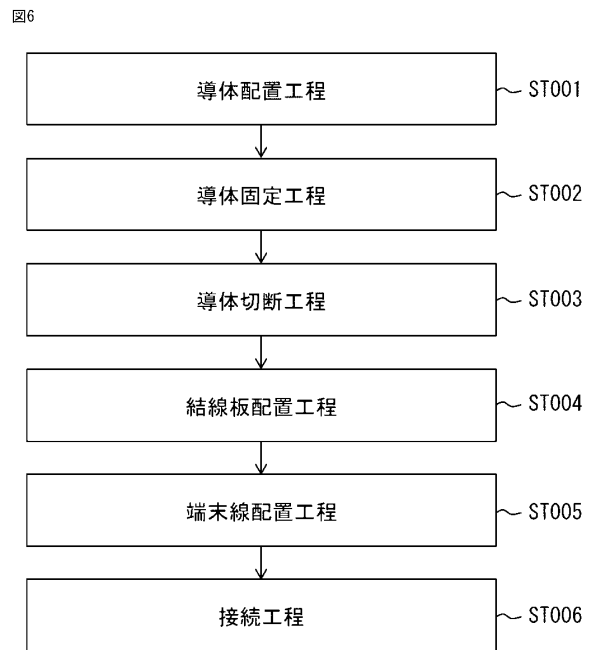 図6
導体配置工程 ST001
導体固定工程 ST002
導体切断工程 ST003
結線板配置工程 ST004
端末線配置工程 ST005
接続工程 ST006